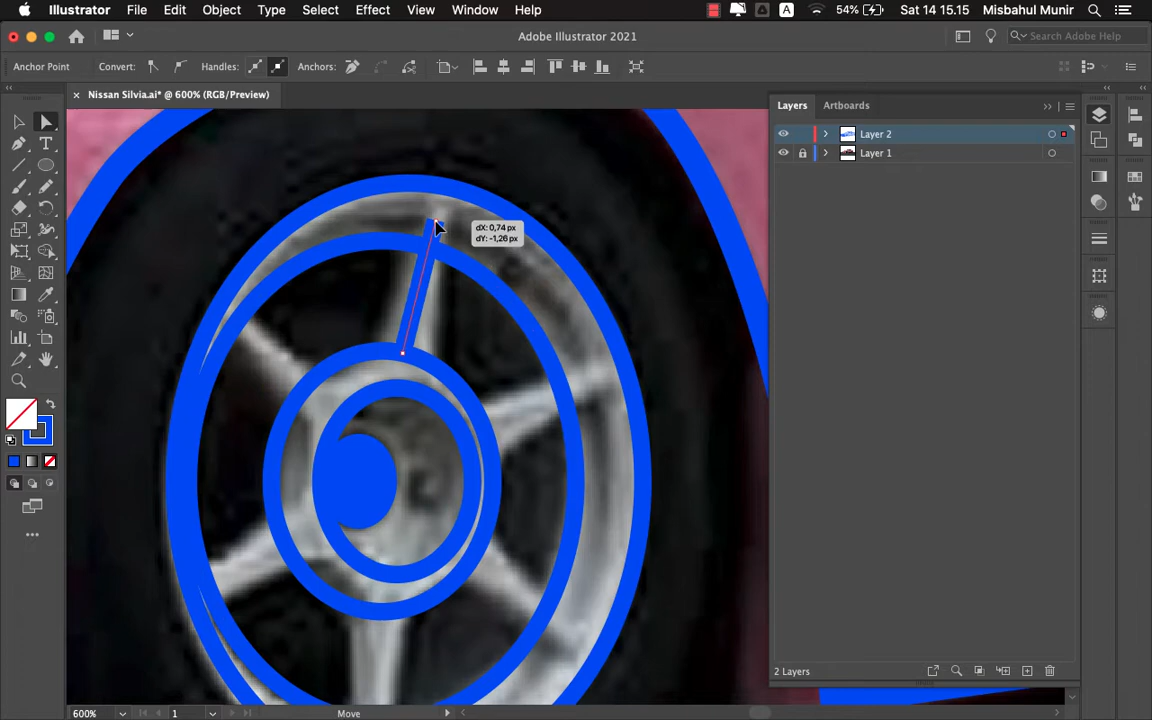 Illustrator File Edit Object Type Select Effect View Window Help A 54% Sat 14 15.15 Misbahul Munir
Adobe Illustrator 2021 Search Adobe Help
Anchor Point Convert: Handles: Anchors:
× Nissan Silvia.ai* @ 600% (RGB/Preview)
Layers Artboards
Layer 2
Layer 1
dX: 0,74 px
dY: -1,26 px
2 Layers
600% 1 Move